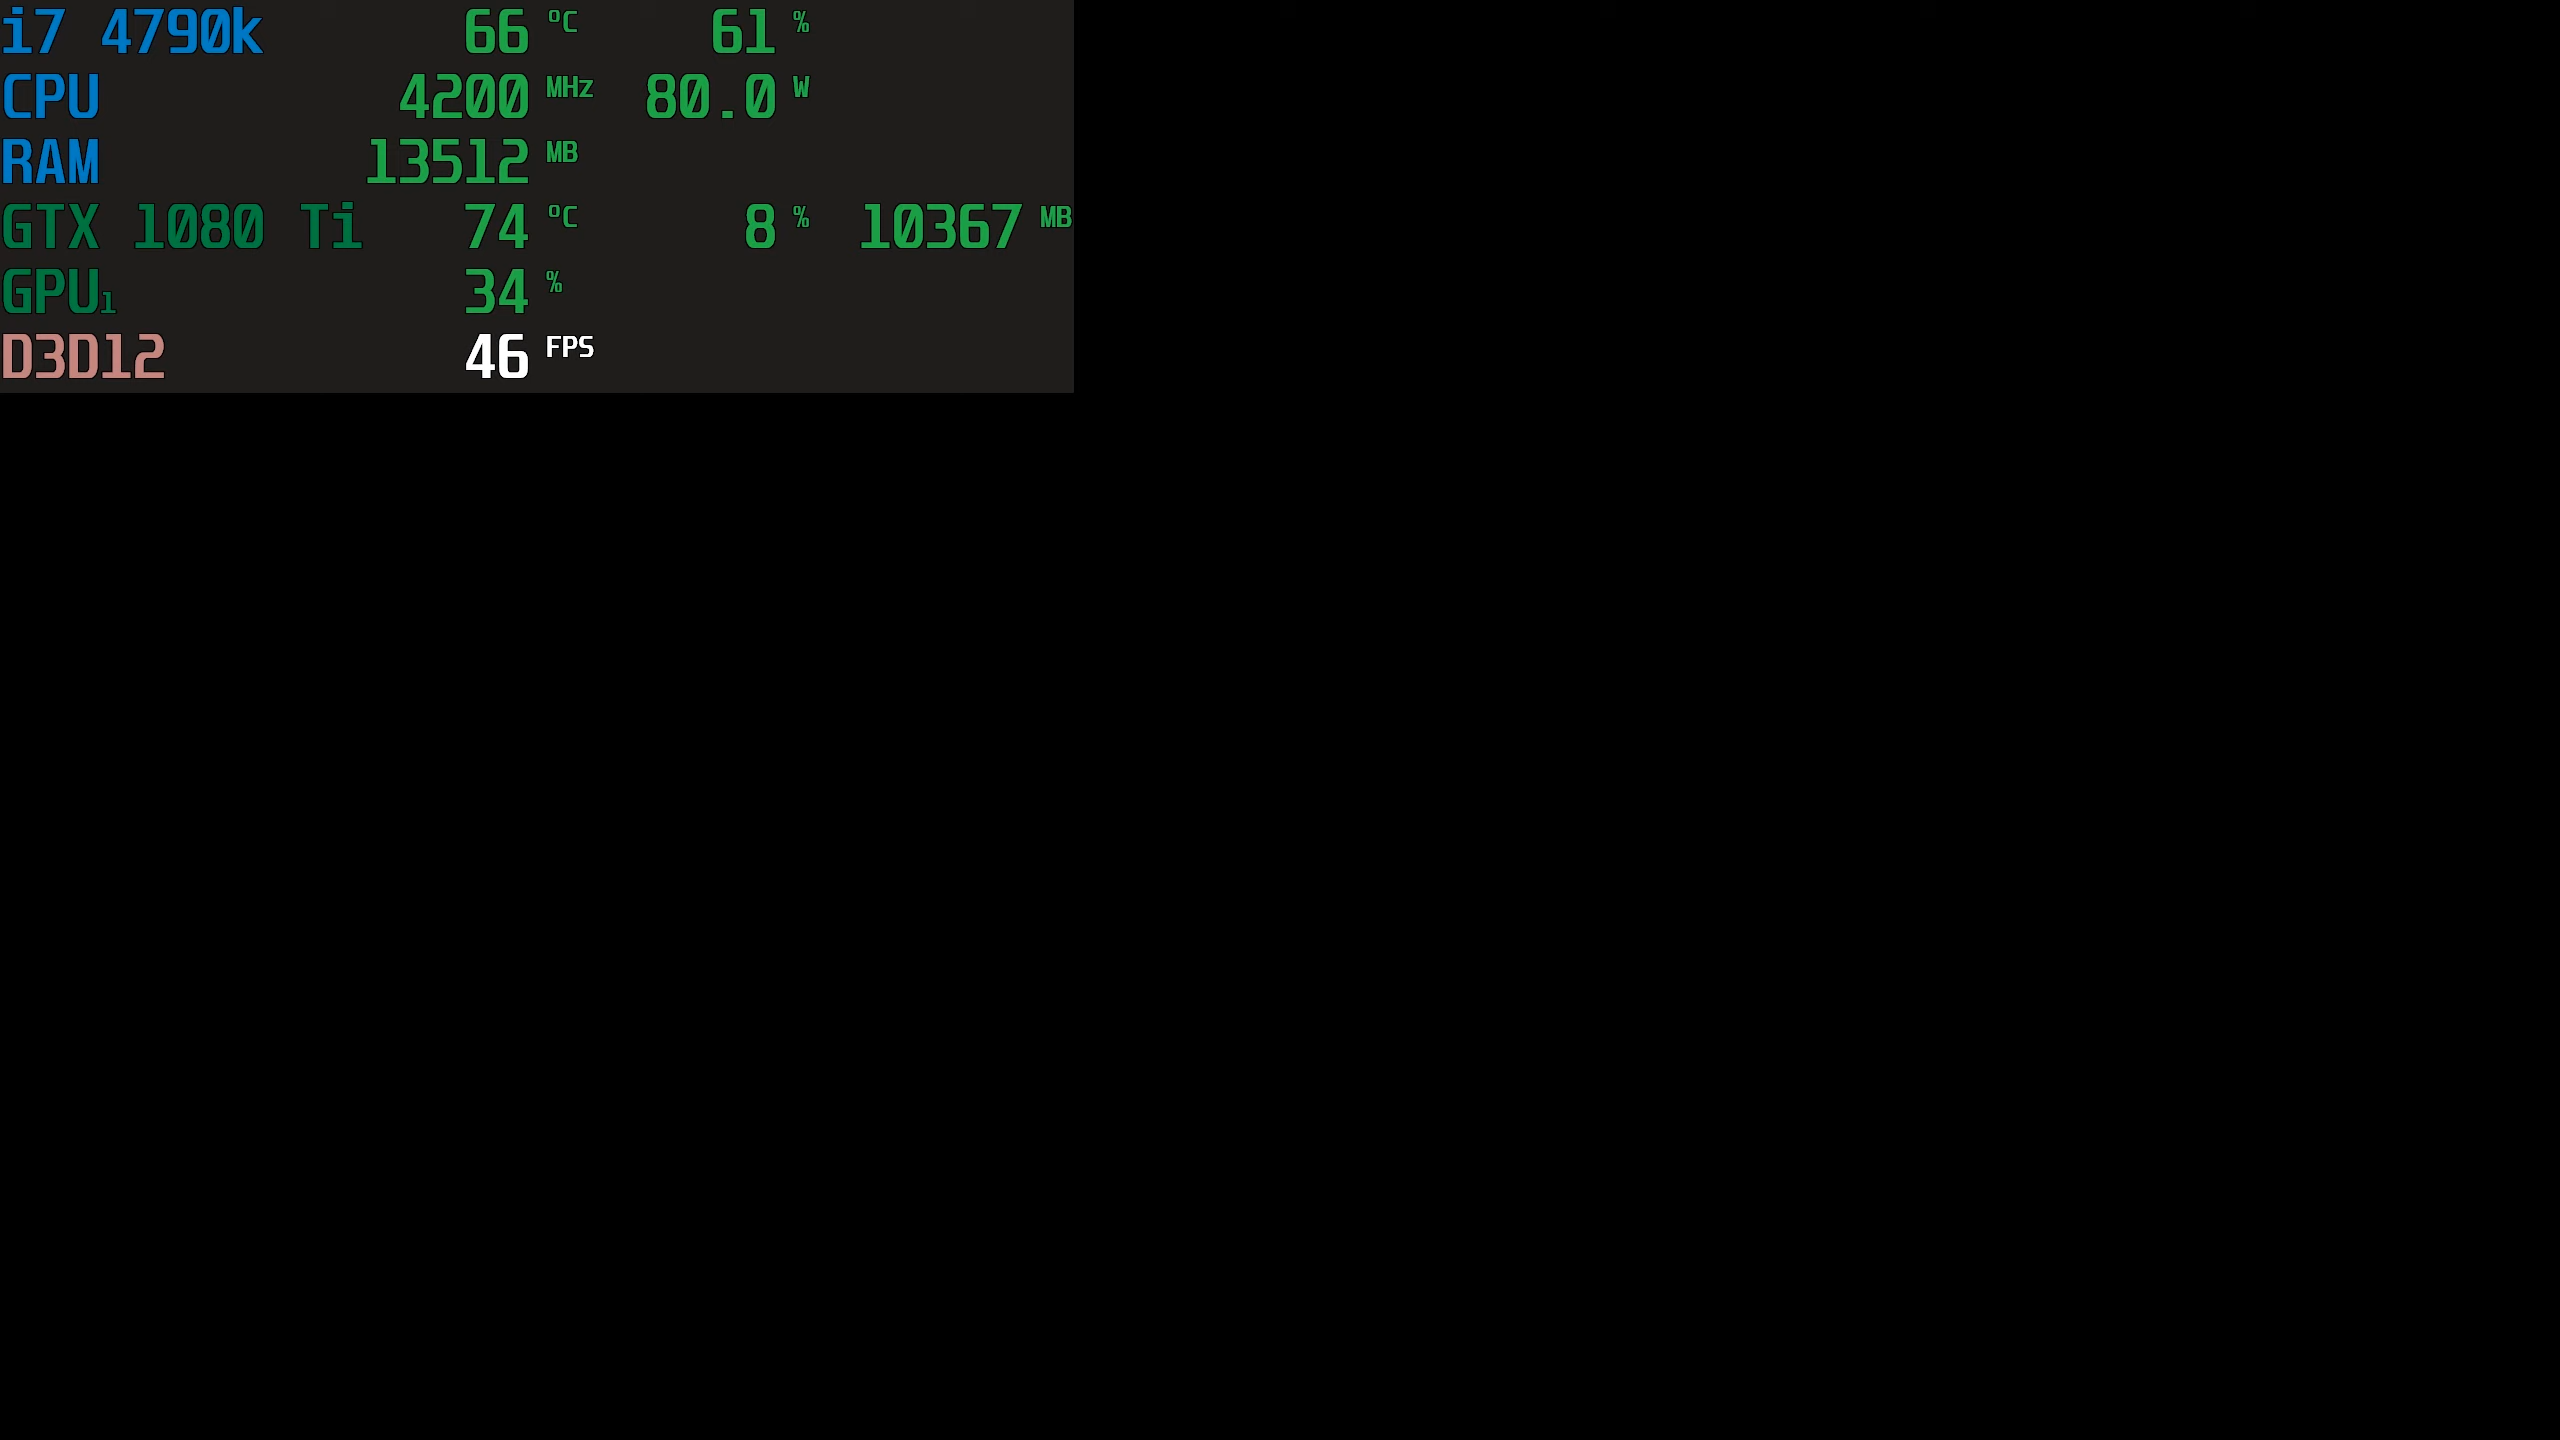 i7 4790k 66 °C 61 %
CPU 4200 MHz 80.0 W
RAM 13512 MB
GTX 1080 Ti 74 °C 8 % 10367 MB
GPU1 34 %
D3D12 46 FPS